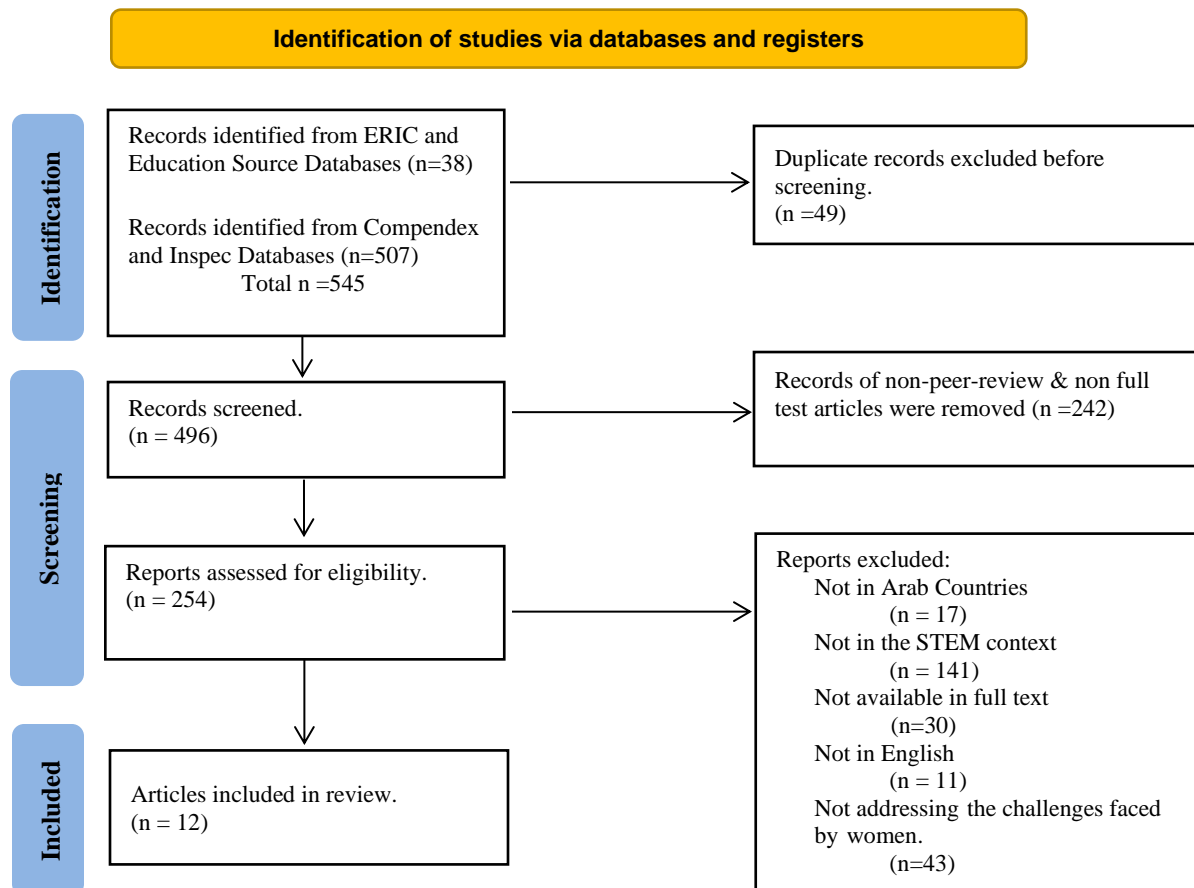 Identification of studies via databases and registers
Identification
Records identified from ERIC and
Education Source Databases (n=38)
Records identified from Compendex
and Inspec Databases (n=507)
Total n =545
Duplicate records excluded before
screening.
(n =49)
Screening
Records screened.
(n = 496)
Records of non-peer-review & non full
test articles were removed (n =242)
Reports assessed for eligibility.
(n = 254)
Reports excluded:
Not in Arab Countries
(n = 17)
Not in the STEM context
(n = 141)
Not available in full text
(n=30)
Not in English
(n = 11)
Not addressing the challenges faced
by women.
(n=43)
Included
Articles included in review.
(n = 12)